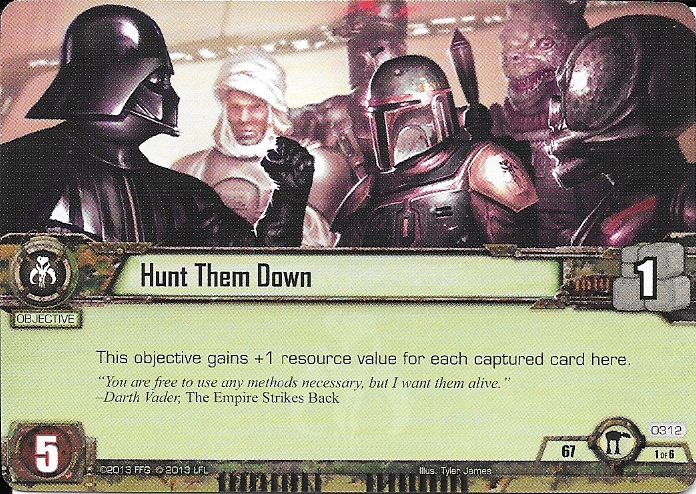 Hunt Them Down
1
OBJECTIVE
This objective gains +1 resource value for each captured card here.
“You are free to use any methods necessary, but I want them alive.”
–Darth Vader, The Empire Strikes Back
5
0312
67
1 OF 6
©2013 FFG © 2013 LFL
Illus. Tyler James